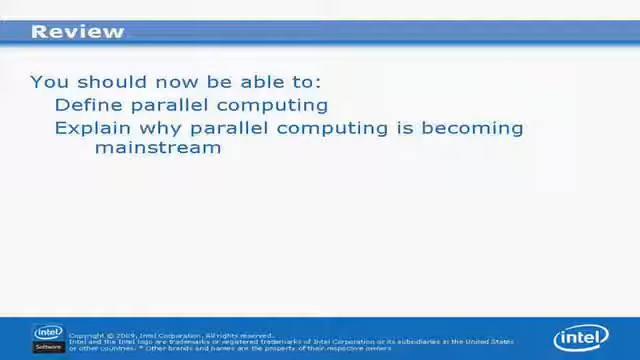 Review
You should now be able to:
Define parallel computing
Explain why parallel computing is becoming
mainstream
intel
Software
Copyright © 2009, Intel Corporation. All rights reserved.
Intel and the Intel logo are trademarks or registered trademarks of Intel Corporation or its subsidiaries in the United States
or other countries. * Other brands and names are the property of their respective owners
intel